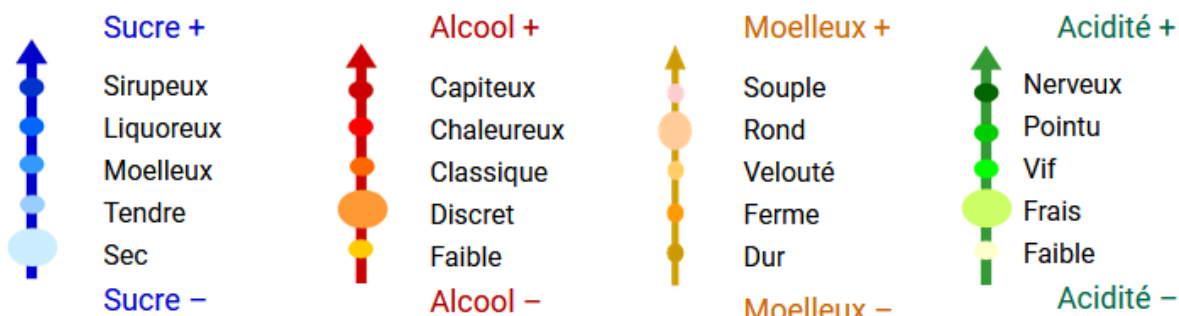 Sucre +
Sirupeux
Liquoreux
Moelleux
Tendre
Sec
Sucre –
Alcool +
Capiteux
Chaleureux
Classique
Discret
Faible
Alcool –
Moelleux +
Souple
Rond
Velouté
Ferme
Dur
Moelleux –
Acidité +
Nerveux
Pointu
Vif
Frais
Faible
Acidité –